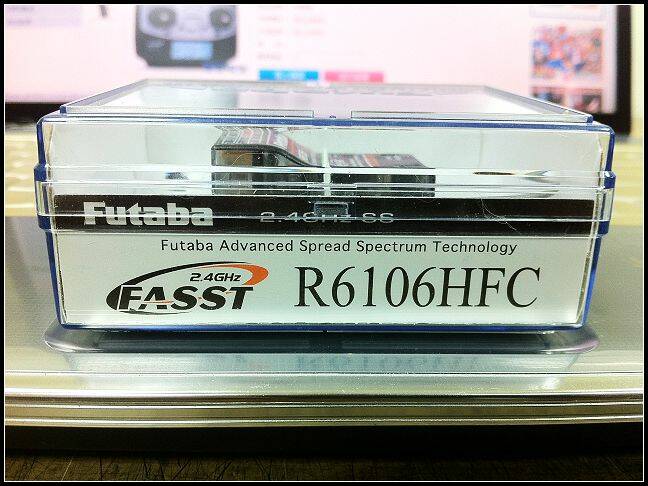 Futaba 2.4GHz SS
Futaba Advanced Spread Spectrum Technology
2.4GHz
FASST R6106HFC